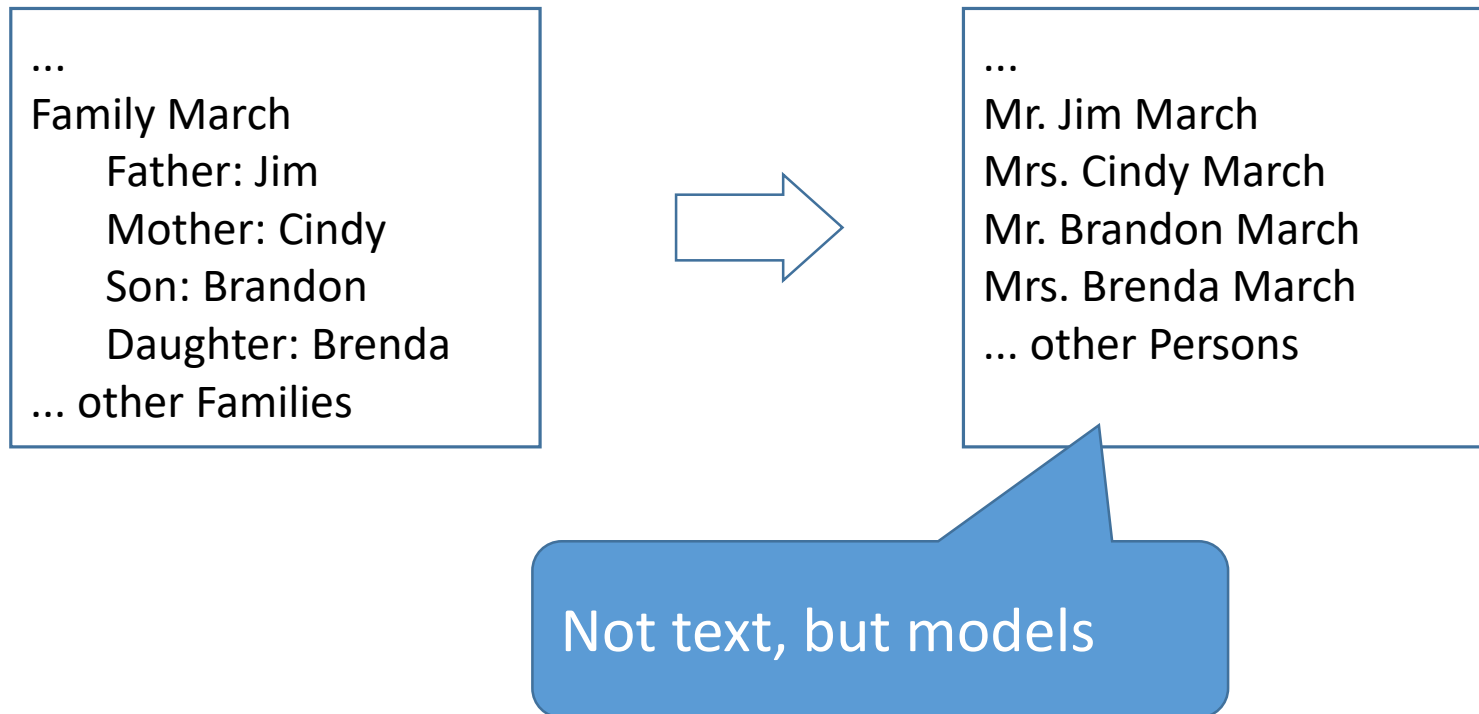 ...
Family March
Father: Jim
Mother: Cindy
Son: Brandon
Daughter: Brenda
... other Families
...
Mr. Jim March
Mrs. Cindy March
Mr. Brandon March
Mrs. Brenda March
... other Persons
Not text, but models